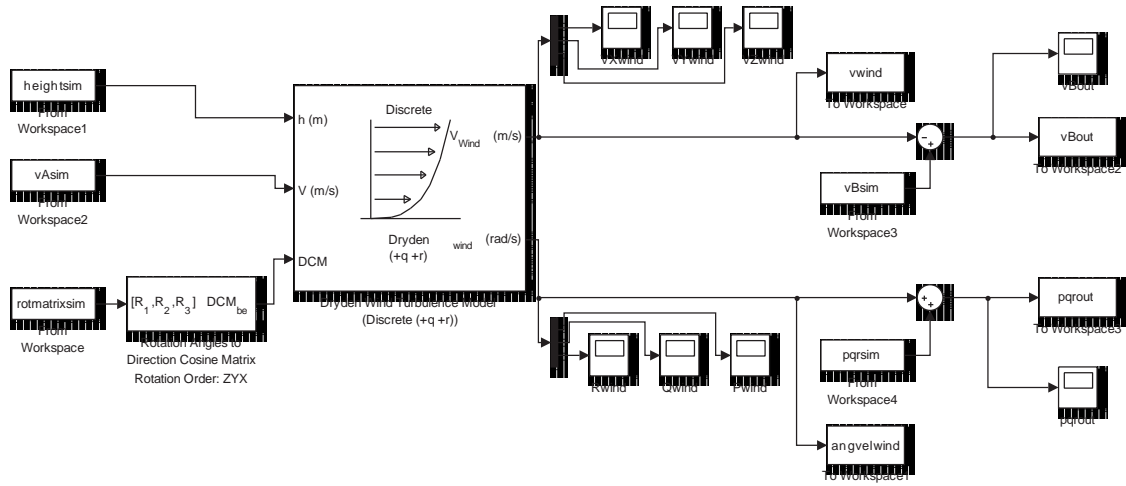 VXwind
VYwind
VZwind
heightsim
From
Workspace1
vAsim
From
Workspace2
rotmatrixsim
From
Workspace
[R1,R2,R3] DCMbe
Rotation Angles to
Direction Cosine Matrix
Rotation Order: ZYX
h (m)
V (m/s)
DCM
Discrete
VWind (m/s)
wind (rad/s)
Dryden
(+q +r)
Dryden Wind Turbulence Model
(Discrete (+q +r))
vwind
To Workspace
vBout
vBout
To Workspace2
-
+
vBsim
From
Workspace3
+
+
pqrout
To Workspace3
pqrsim
From
Workspace4
pqrout
Rwind
Qwind
Pwind
angvelwind
To Workspace1